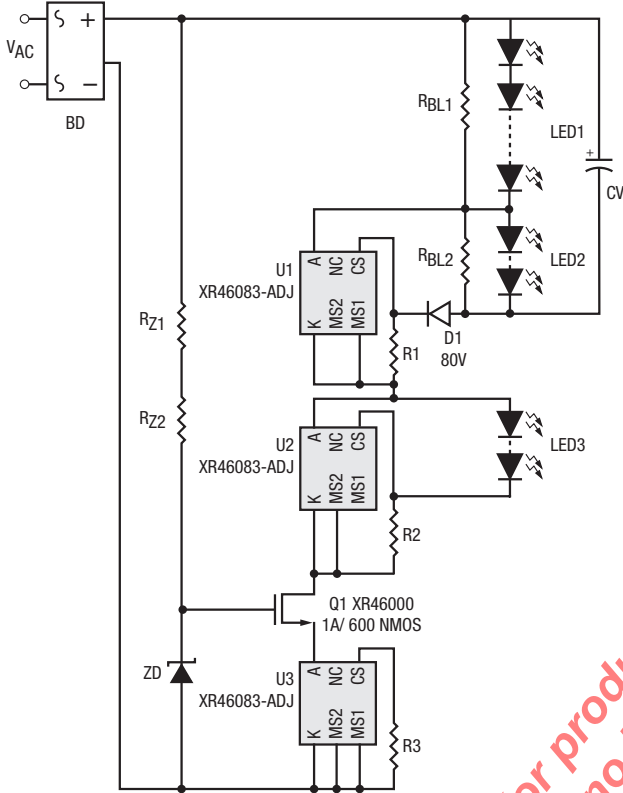 +
VAC
−
BD
RBL1
LED1
+
CV
A
NC
CS
U1
XR46083-ADJ
K
MS2
MS1
RBL2
LED2
D1
80V
R1
RZ1
RZ2
A
NC
CS
U2
XR46083-ADJ
K
MS2
MS1
LED3
R2
Q1 XR46000
1A/ 600 NMOS
ZD
A
NC
CS
U3
XR46083-ADJ
K
MS2
MS1
R3
or produ